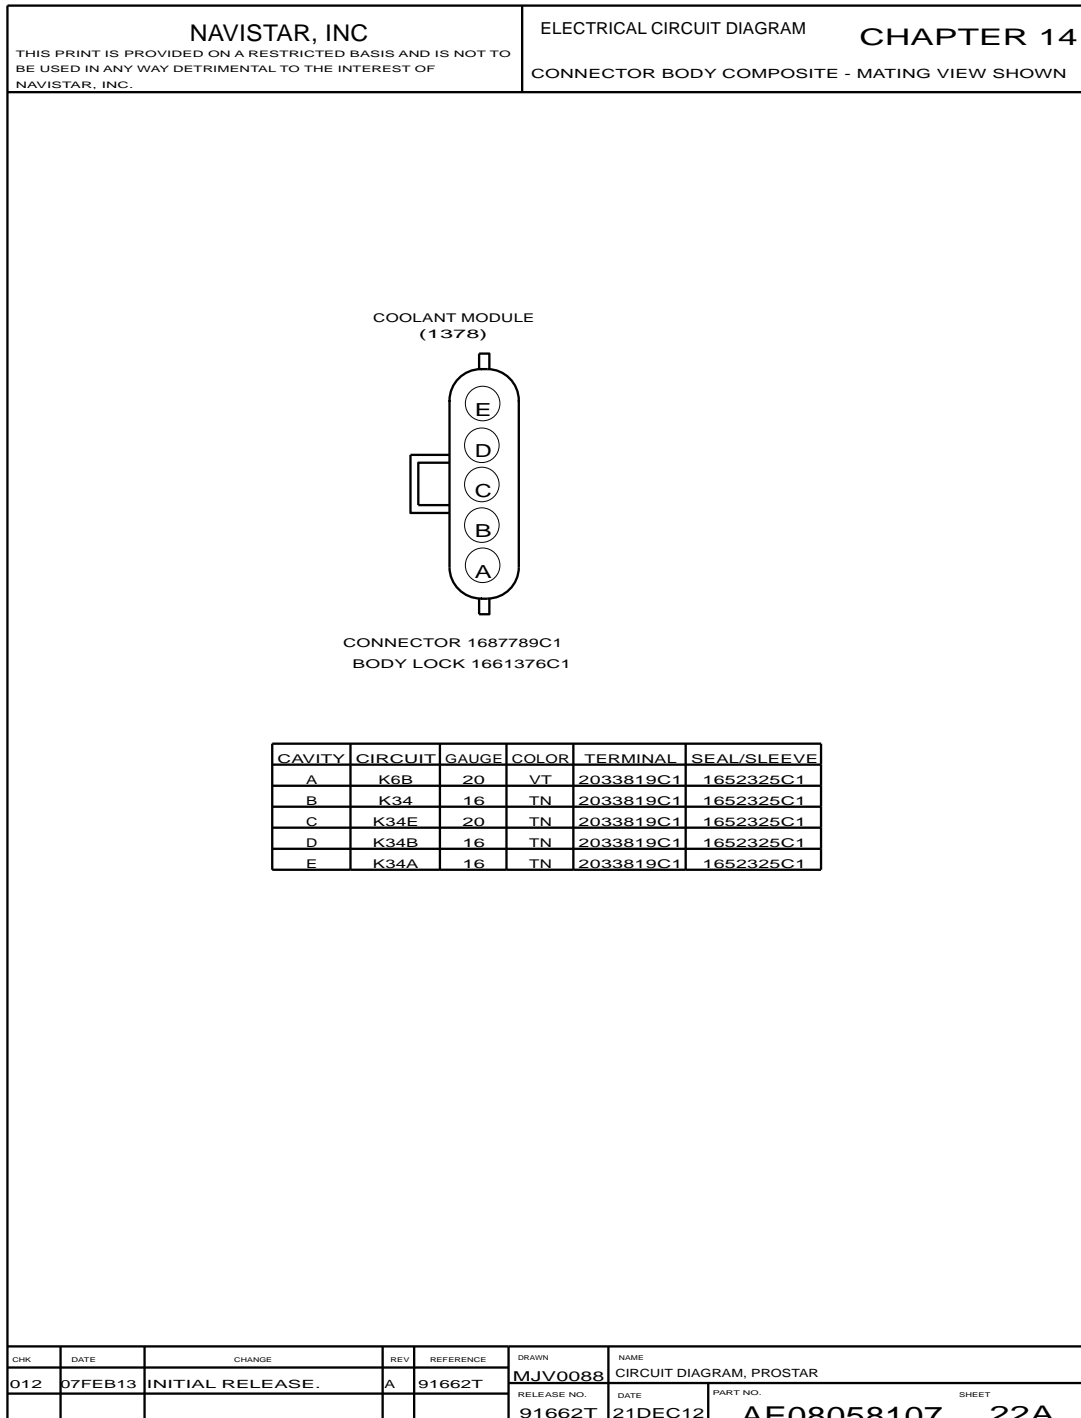 NAVISTAR, INC
THIS PRINT IS PROVIDED ON A RESTRICTED BASIS AND IS NOT TO
BE USED IN ANY WAY DETRIMENTAL TO THE INTEREST OF
NAVISTAR, INC.
ELECTRICAL CIRCUIT DIAGRAM CHAPTER 14
CONNECTOR BODY COMPOSITE - MATING VIEW SHOWN
COOLANT MODULE
(1378)
E
D
C
B
A
CONNECTOR 1687789C1
BODY LOCK 1661376C1
CAVITY CIRCUIT GAUGE COLOR TERMINAL SEAL/SLEEVE
A K6B 20 VT 2033819C1 1652325C1
B K34 16 TN 2033819C1 1652325C1
C K34E 20 TN 2033819C1 1652325C1
D K34B 16 TN 2033819C1 1652325C1
E K34A 16 TN 2033819C1 1652325C1
CHK DATE CHANGE REV REFERENCE
012 07FEB13 INITIAL RELEASE. A 91662T
DRAWN NAME
MJV0088 CIRCUIT DIAGRAM, PROSTAR
RELEASE NO. DATE PART NO. SHEET
91662T 21DEC12 AE08058107 22A